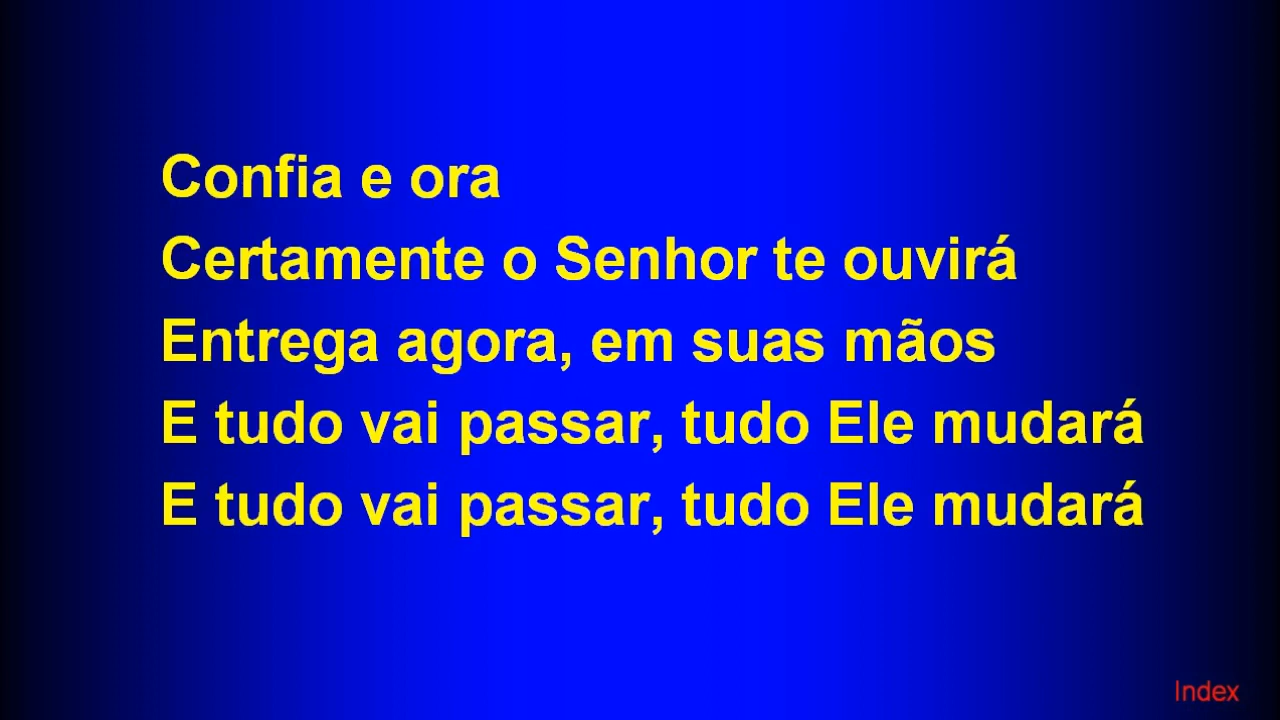 Confia e ora
Certamente o Senhor te ouvirá
Entrega agora, em suas mãos
E tudo vai passar, tudo Ele mudará
E tudo vai passar, tudo Ele mudará
Index